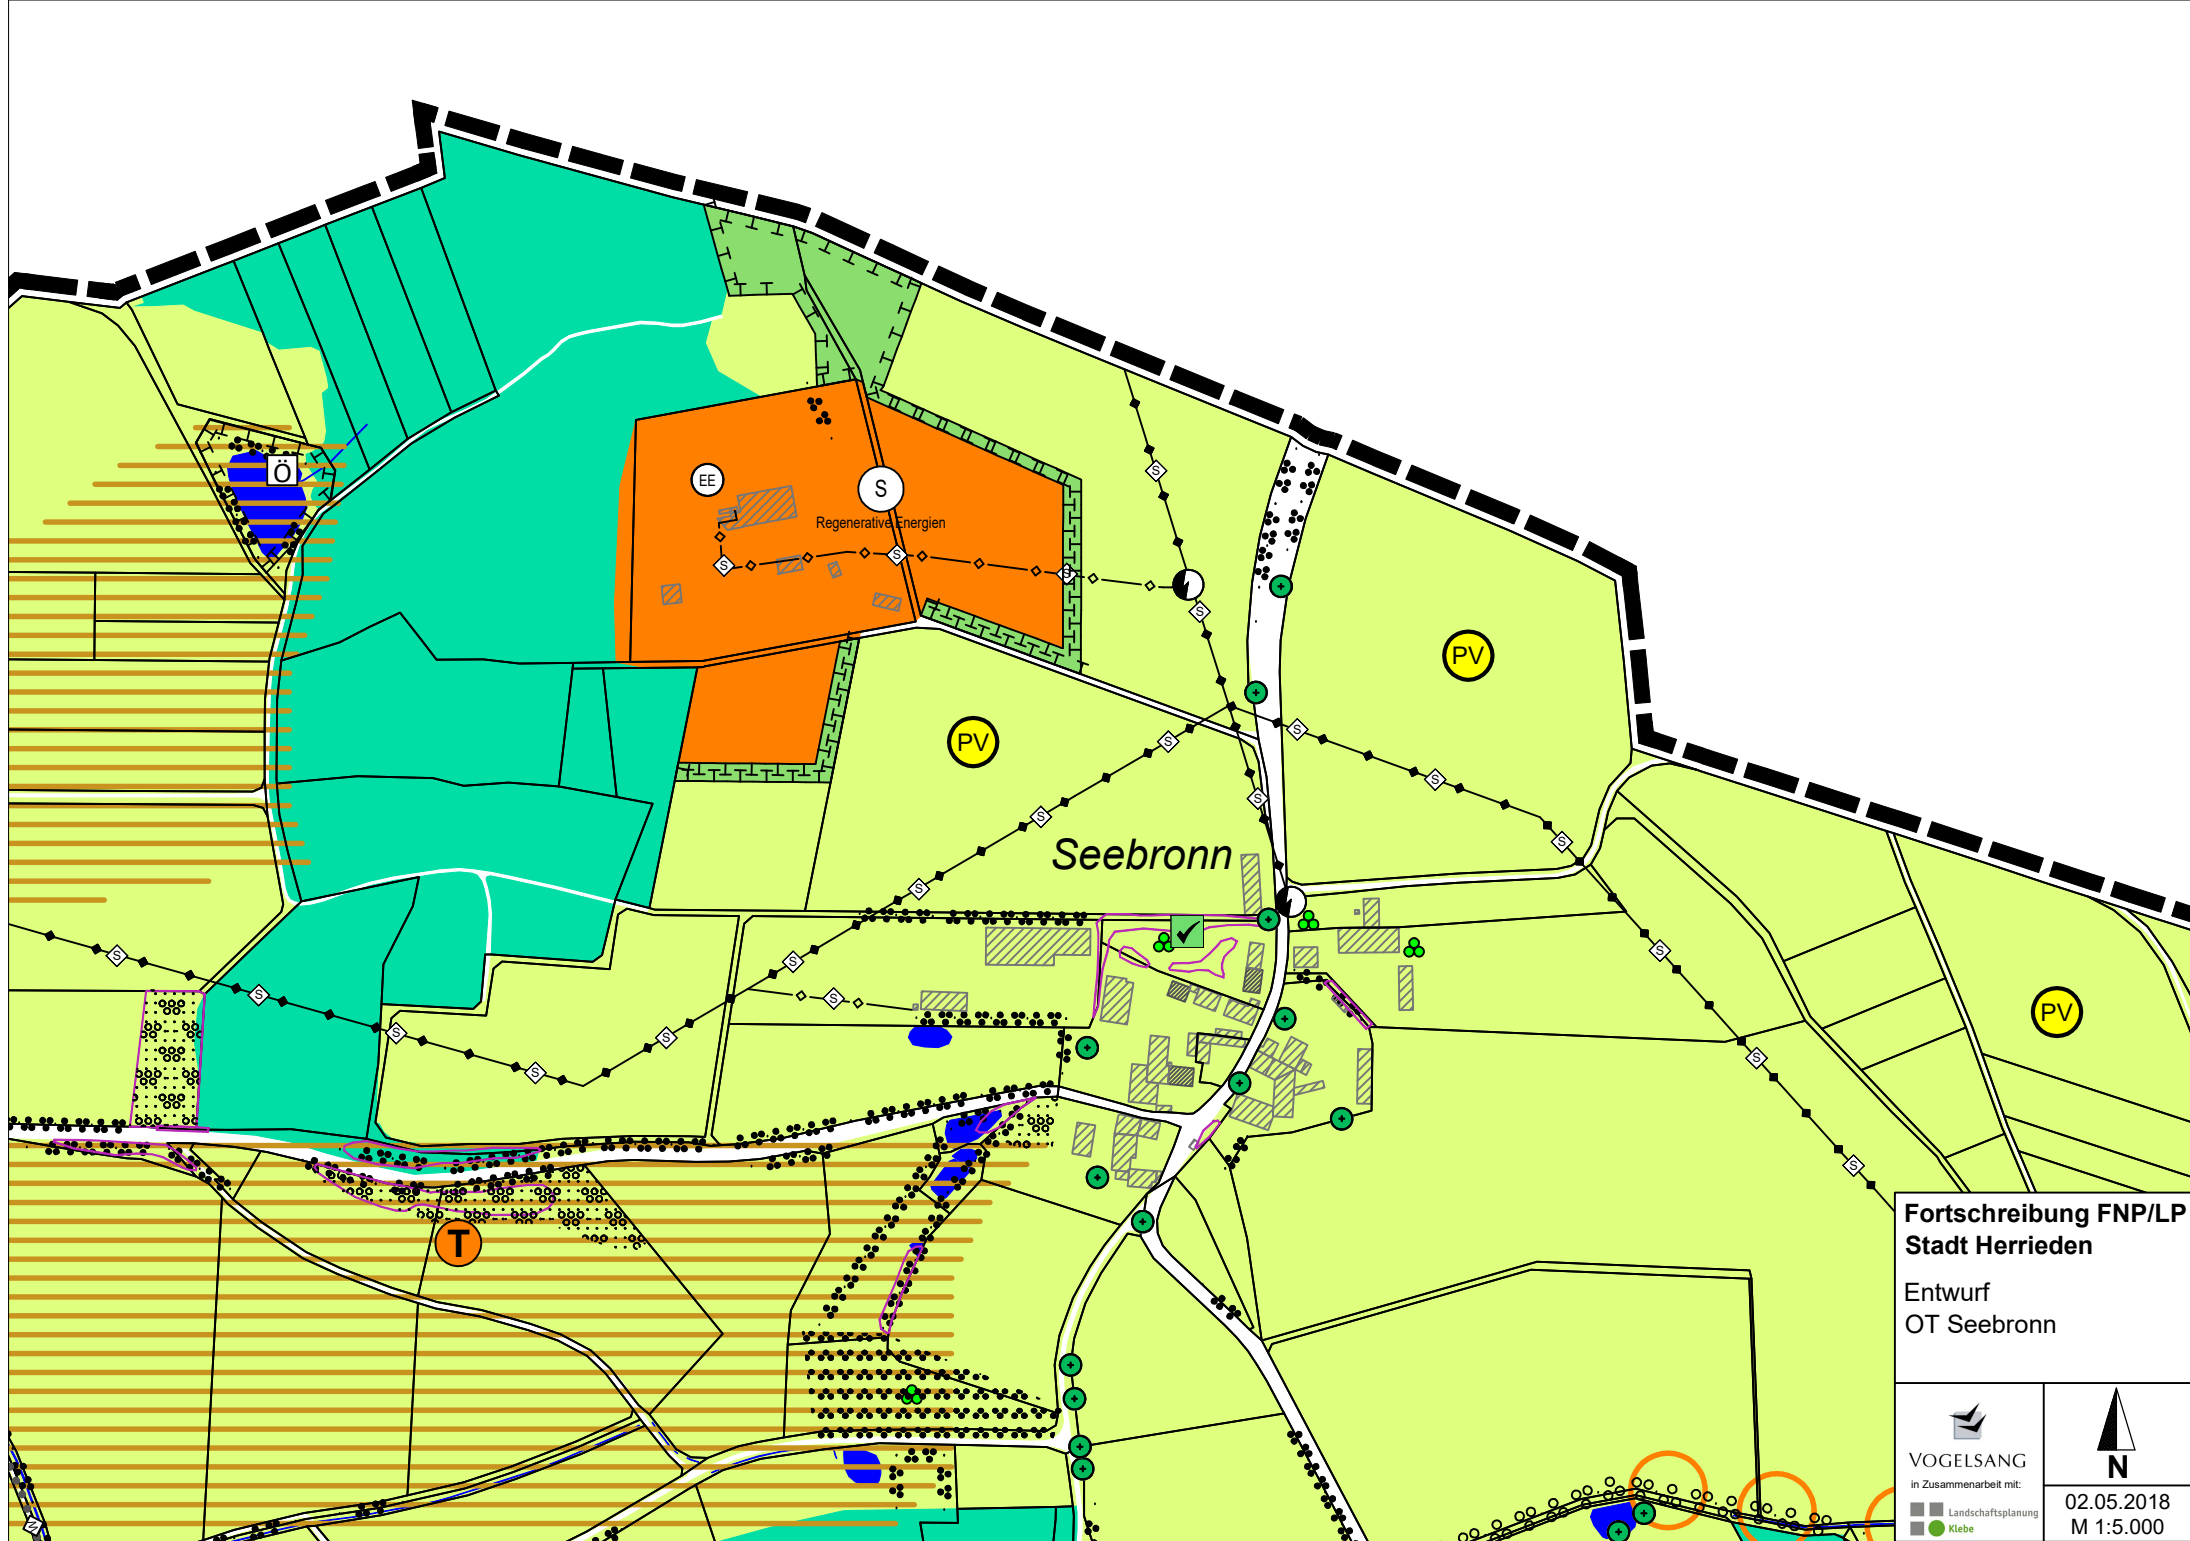 Ö
EE
S
Regenerative Energien
S
S
S
S
S
PV
PV
S
S
S
S
S
S
Seebronn
S
S
S
S
S
S
S
S
S
PV
S
S
T
Fortschreibung FNP/LP
Stadt Herrieden
Entwurf
OT Seebronn
VOGELSANG
in Zusammenarbeit mit:
Landschaftsplanung
Klebe
N
02.05.2018
M 1:5.000